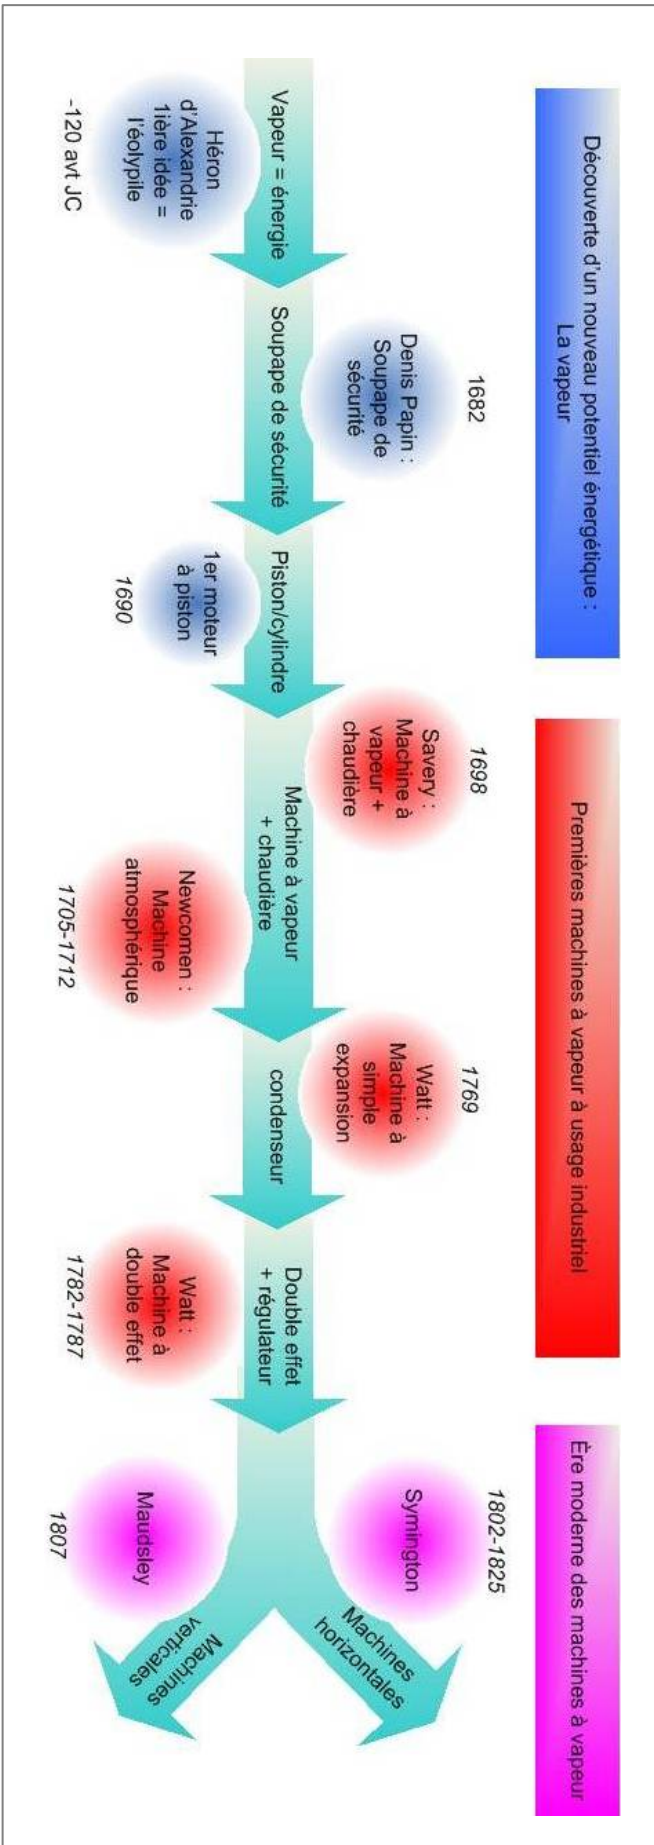 Découverte d'un nouveau potentiel énergétique :
La vapeur
Premières machines à vapeur à usage industriel
Ère moderne des machines à vapeur
1682
Denis Papin :
Soupape de
sécurité
1698
Savery :
Machine à
vapeur +
chaudière
1769
Watt :
Machine à
simple
expansion
1802-1825
Symington
Vapeur = énergie
Soupape de sécurité
Piston/cylindre
Machine à vapeur
+ chaudière
condenseur
Double effet
+ régulateur
Machines
horizontales
Machines
verticales
Héron
d'Alexandrie
1ière idée =
l'éolypile
-120 avt JC
1er moteur
à piston
1690
Newcomen :
Machine
atmosphérique
1705-1712
Watt :
Machine à
double effet
1782-1787
Maudsley
1807